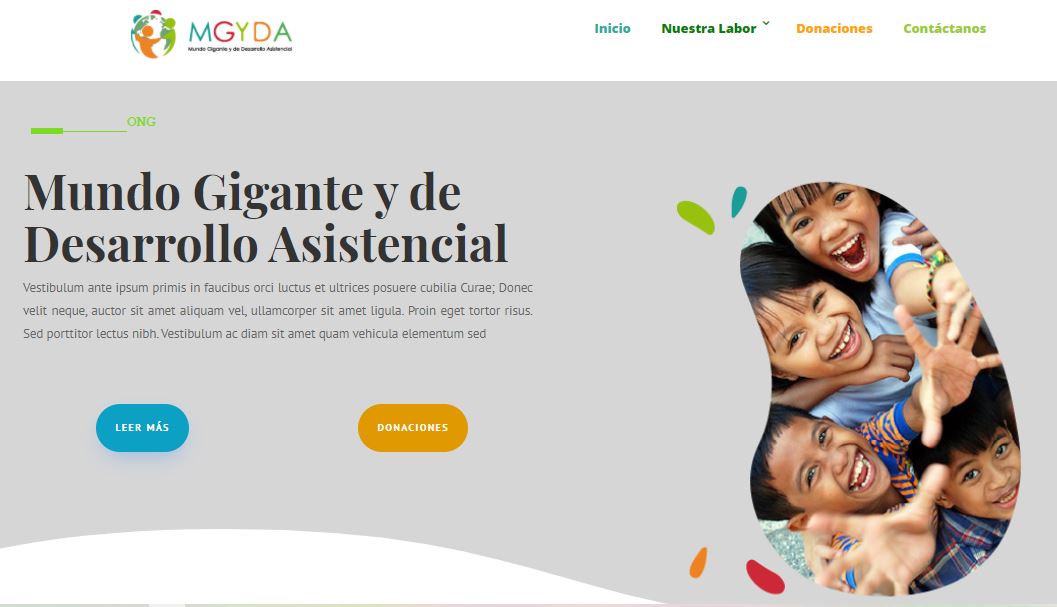 MGYDA
Mundo Gigante y de Desarrollo Asistencial
Inicio
Nuestra Labor
Donaciones
Contáctanos
ONG
Mundo Gigante y de
Desarrollo Asistencial
Vestibulum ante ipsum primis in faucibus orci luctus et ultrices posuere cubilia Curae; Donec
velit neque, auctor sit amet aliquam vel, ullamcorper sit amet ligula. Proin eget tortor risus.
Sed porttitor lectus nibh. Vestibulum ac diam sit amet quam vehicula elementum sed
LEER MÁS
DONACIONES